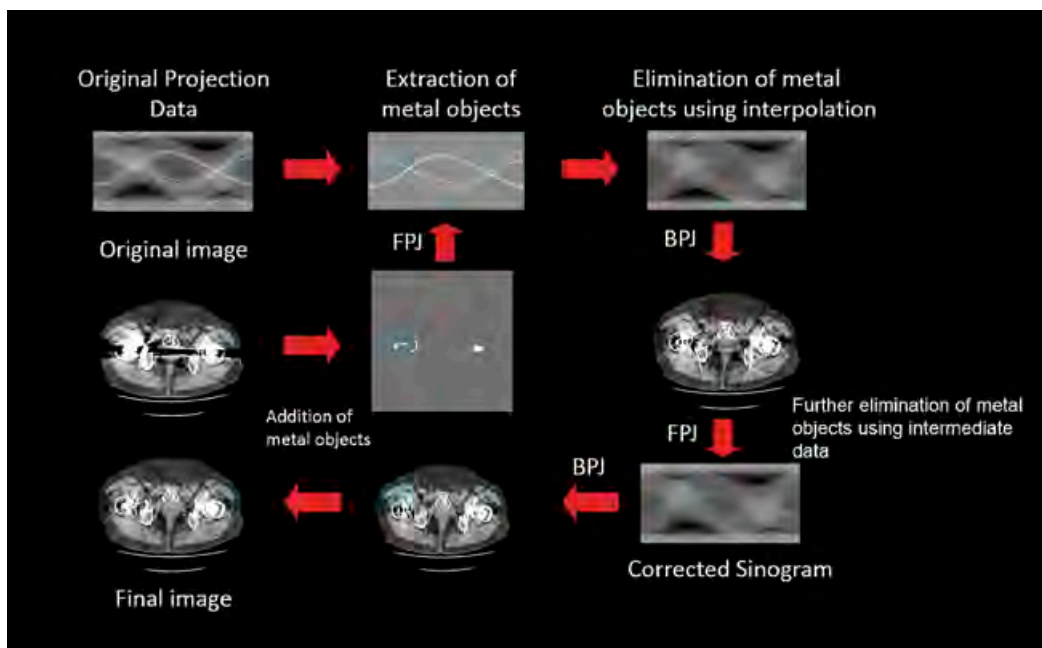 Original Projection
Data
Extraction of
metal objects
Elimination of metal
objects using interpolation
FPJ
BPJ
Original image
Addition of
metal objects
Further elimination of metal
objects using intermediate
data
FPJ
BPJ
Corrected Sinogram
Final image